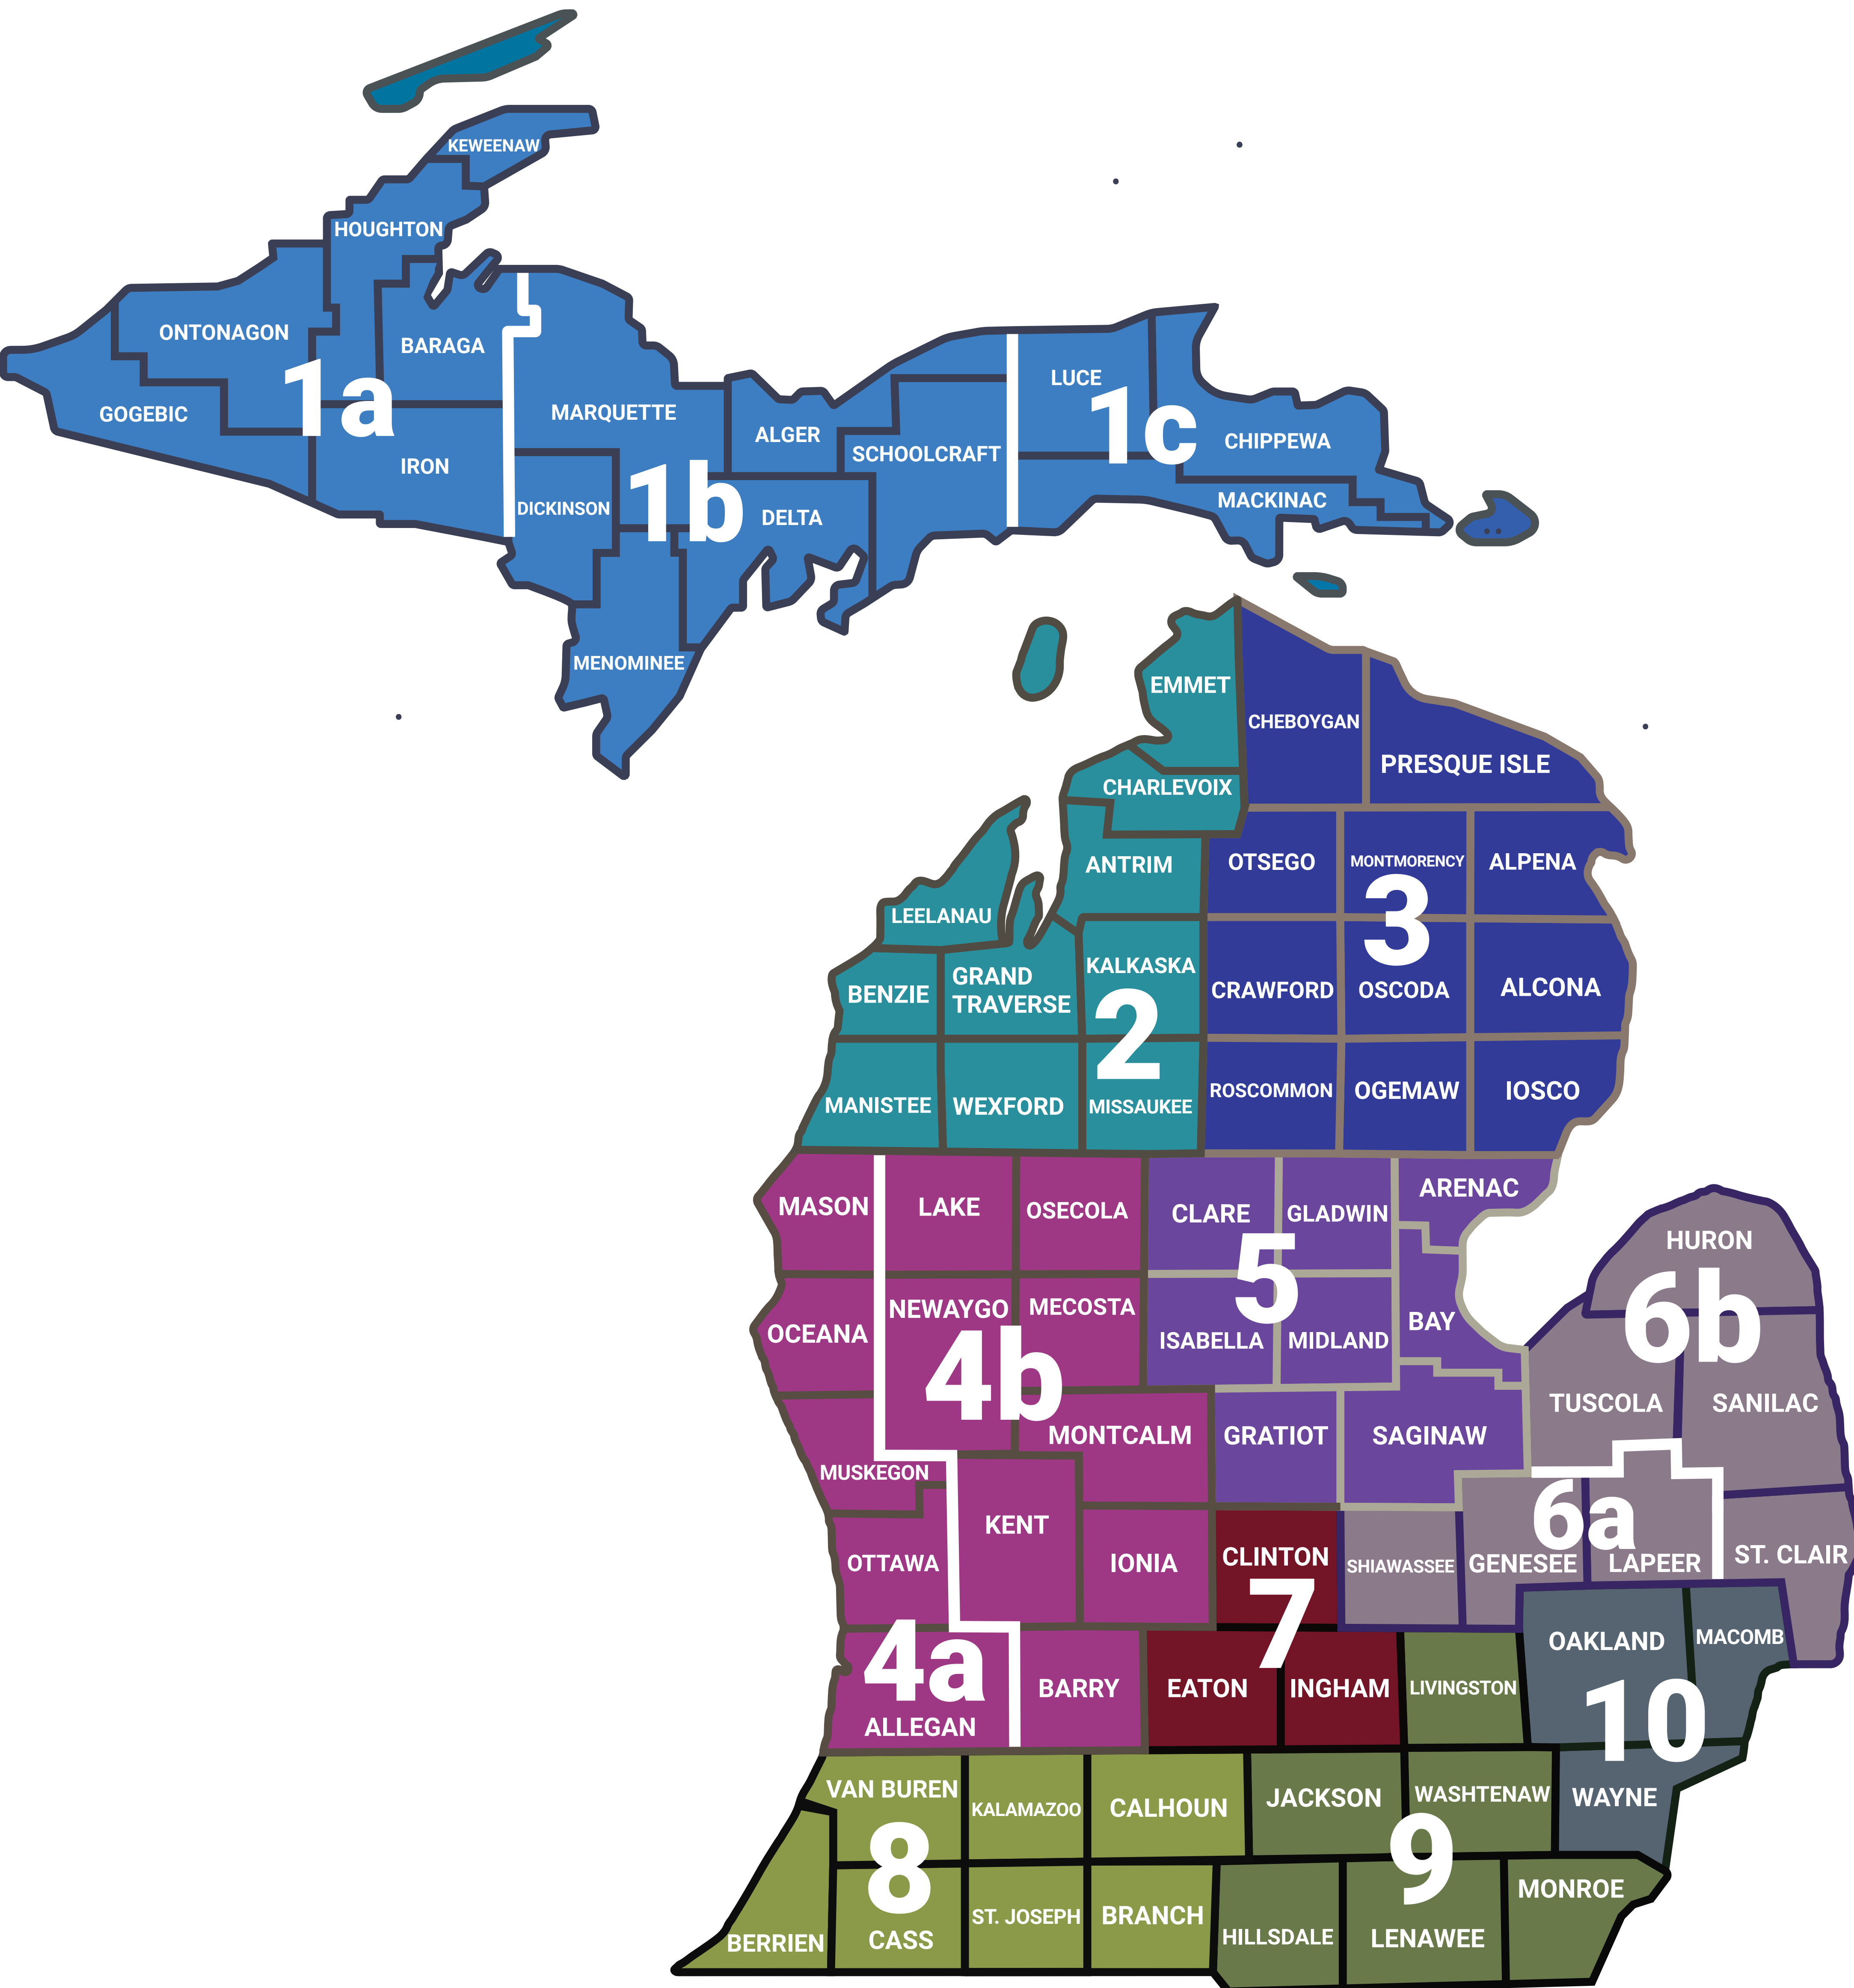 KEWEENAW
HOUGHTON
ONTONAGON
BARAGA
1a
GOGEBIC
IRON
MARQUETTE
ALGER
SCHOOLCRAFT
1b
DICKINSON
DELTA
MENOMINEE
LUCE
1c
CHIPPEWA
MACKINAC
EMMET
CHEBOYGAN
PRESQUE ISLE
CHARLEVOIX
ANTRIM
OTSEGO
MONTMORENCY
ALPENA
3
LEELANAU
BENZIE
GRAND
TRAVERSE
KALKASKA
2
CRAWFORD
OSCODA
ALCONA
MANISTEE
WEXFORD
MISSAUKEE
ROSCOMMON
OGEMAW
IOSCO
MASON
LAKE
OSECOLA
CLARE
GLADWIN
ARENAC
5
HURON
6b
OCEANA
NEWAYGO
MECOSTA
ISABELLA
MIDLAND
BAY
4b
TUSCOLA
SANILAC
MONTCALM
GRATIOT
SAGINAW
MUSKEGON
KENT
6a
OTTAWA
IONIA
CLINTON
SHIAWASSEE
GENESEE
LAPEER
ST. CLAIR
7
4a
ALLEGAN
BARRY
EATON
INGHAM
LIVINGSTON
OAKLAND
MACOMB
10
VAN BUREN
KALAMAZOO
CALHOUN
JACKSON
WASHTENAW
WAYNE
8
9
BERRIEN
CASS
ST. JOSEPH
BRANCH
HILLSDALE
LENAWEE
MONROE